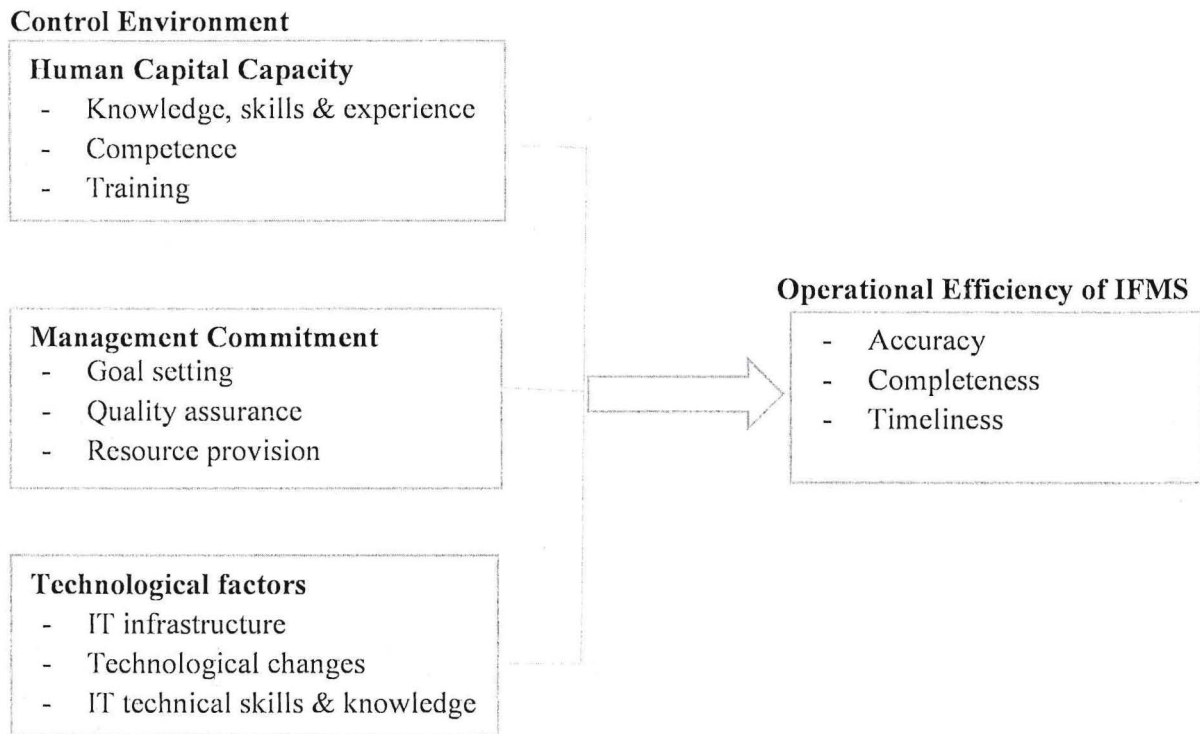 Control Environment
Human Capital Capacity
- Knowledge, skills & experience
- Competence
- Training
Management Commitment
- Goal setting
- Quality assurance
- Resource provision
Technological factors
- IT infrastructure
- Technological changes
- IT technical skills & knowledge
Operational Efficiency of IFMS
- Accuracy
- Completeness
- Timeliness